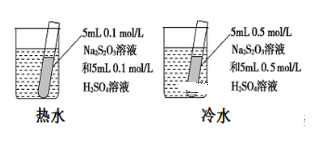 5mL 0.1 mol/L
Na₂S₂O₃溶液
和5mL 0.1 mol/L
H₂SO₄溶液
热水
5mL 0.5 mol/L
Na₂S₂O₃溶液
和5mL 0.5 mol/L
H₂SO₄溶液
冷水